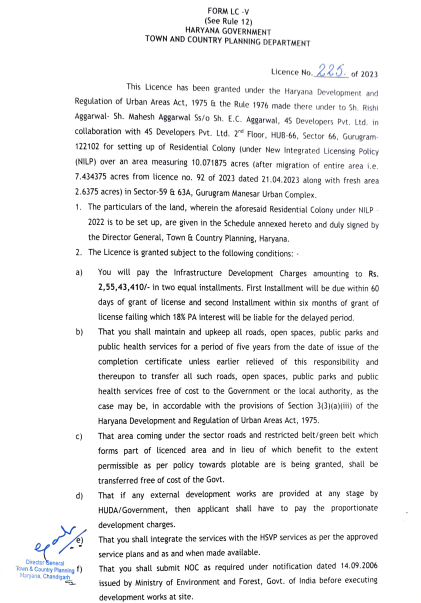 FORM LC -V
(See Rule 12)
HARYANA GOVERNMENT
TOWN AND COUNTRY PLANNING DEPARTMENT
Licence No. 225. of 2023
This Licence has been granted under the Haryana Development and
Regulation of Urban Areas Act, 1975 & the Rule 1976 made there under to Sh. Rishi
Aggarwal- Sh. Mahesh Aggarwal Ss/o Sh. E.C. Aggarwal, 4S Developers Pvt. Ltd. in
collaboration with 4S Developers Pvt. Ltd. 2nd Floor, HUB-66, Sector 66, Gurugram-
122102 for setting up of Residential Colony (under New Integrated Licensing Policy
(NILP) over an area measuring 10.071875 acres (after migration of entire area i.e.
7.434375 acres from licence no. 92 of 2023 dated 21.04.2023 along with fresh area
2.6375 acres) in Sector-59 & 63A, Gurugram Manesar Urban Complex.
1. The particulars of the land, wherein the aforesaid Residential Colony under NILP -
2022 is to be set up, are given in the Schedule annexed hereto and duly signed by
the Director General, Town & Country Planning, Haryana.
2. The Licence is granted subject to the following conditions: -
a) You will pay the Infrastructure Development Charges amounting to Rs.
2,55,43,410/- in two equal installments. First Installment will be due within 60
days of grant of license and second Installment within six months of grant of
license failing which 18% PA interest will be liable for the delayed period.
b) That you shall maintain and upkeep all roads, open spaces, public parks and
public health services for a period of five years from the date of issue of the
completion certificate unless earlier relieved of this responsibility and
thereupon to transfer all such roads, open spaces, public parks and public
health services free of cost to the Government or the local authority, as the
case may be, in accordance with the provisions of Section 3(3)(a)(iii) of the
Haryana Development and Regulation of Urban Areas Act, 1975.
c) That area coming under the sector roads and restricted belt/green belt which
forms part of licenced area and in lieu of which benefit to the extent
permissible as per policy towards plotable are is being granted, shall be
transferred free of cost of the Govt.
d) That if any external development works are provided at any stage by
HUDA/Government, then applicant shall have to pay the proportionate
development charges.
e) That you shall integrate the services with the HSVP services as per the approved
service plans and as and when made available.
f) That you shall submit NOC as required under notification dated 14.09.2006
issued by Ministry of Environment and Forest, Govt. of India before executing
development works at site.
Director General
Town & Country Planning
Haryana, Chandigarh